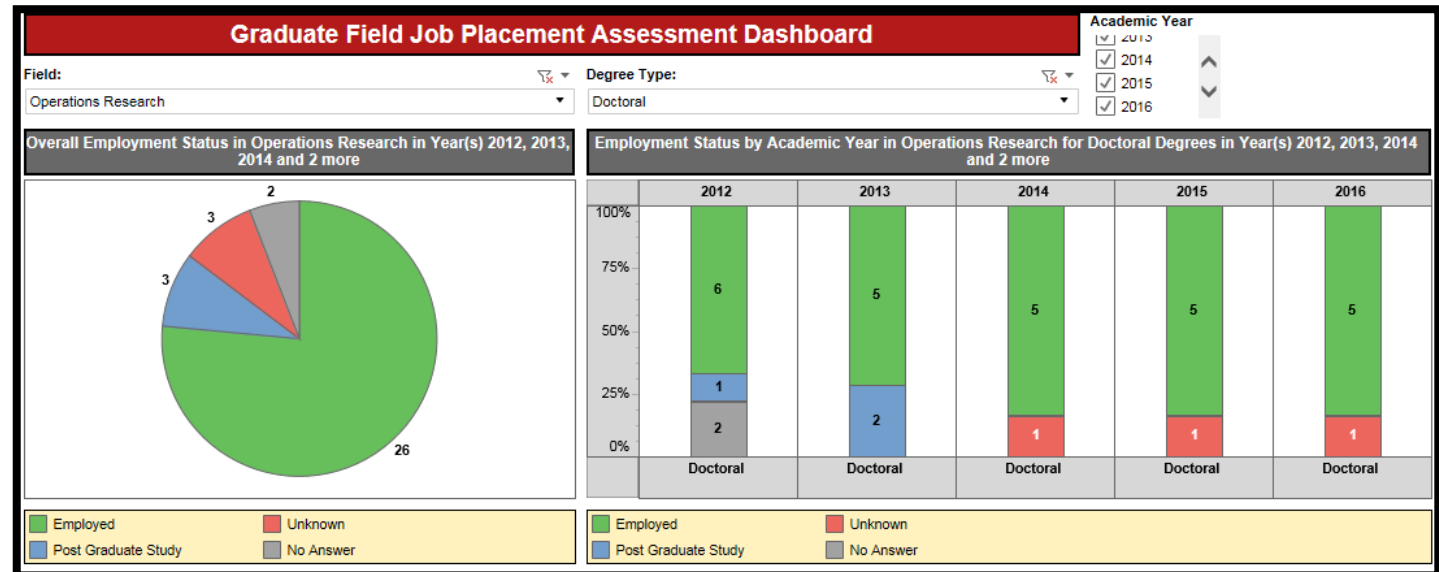 Graduate Field Job Placement Assessment Dashboard
Academic Year
2013
2014
2015
2016
Field:
Degree Type:
Operations Research
Doctoral
Overall Employment Status in Operations Research in Year(s) 2012, 2013,
2014 and 2 more
2
3
3
26
Employment Status by Academic Year in Operations Research for Doctoral Degrees in Year(s) 2012, 2013, 2014
and 2 more
2012 2013 2014 2015 2016
100%
75%
50%
25%
0%
6 5 5 5 5
1
2 2 1 1 1
Doctoral Doctoral Doctoral Doctoral Doctoral
Employed Unknown
Post Graduate Study No Answer
Employed Unknown
Post Graduate Study No Answer